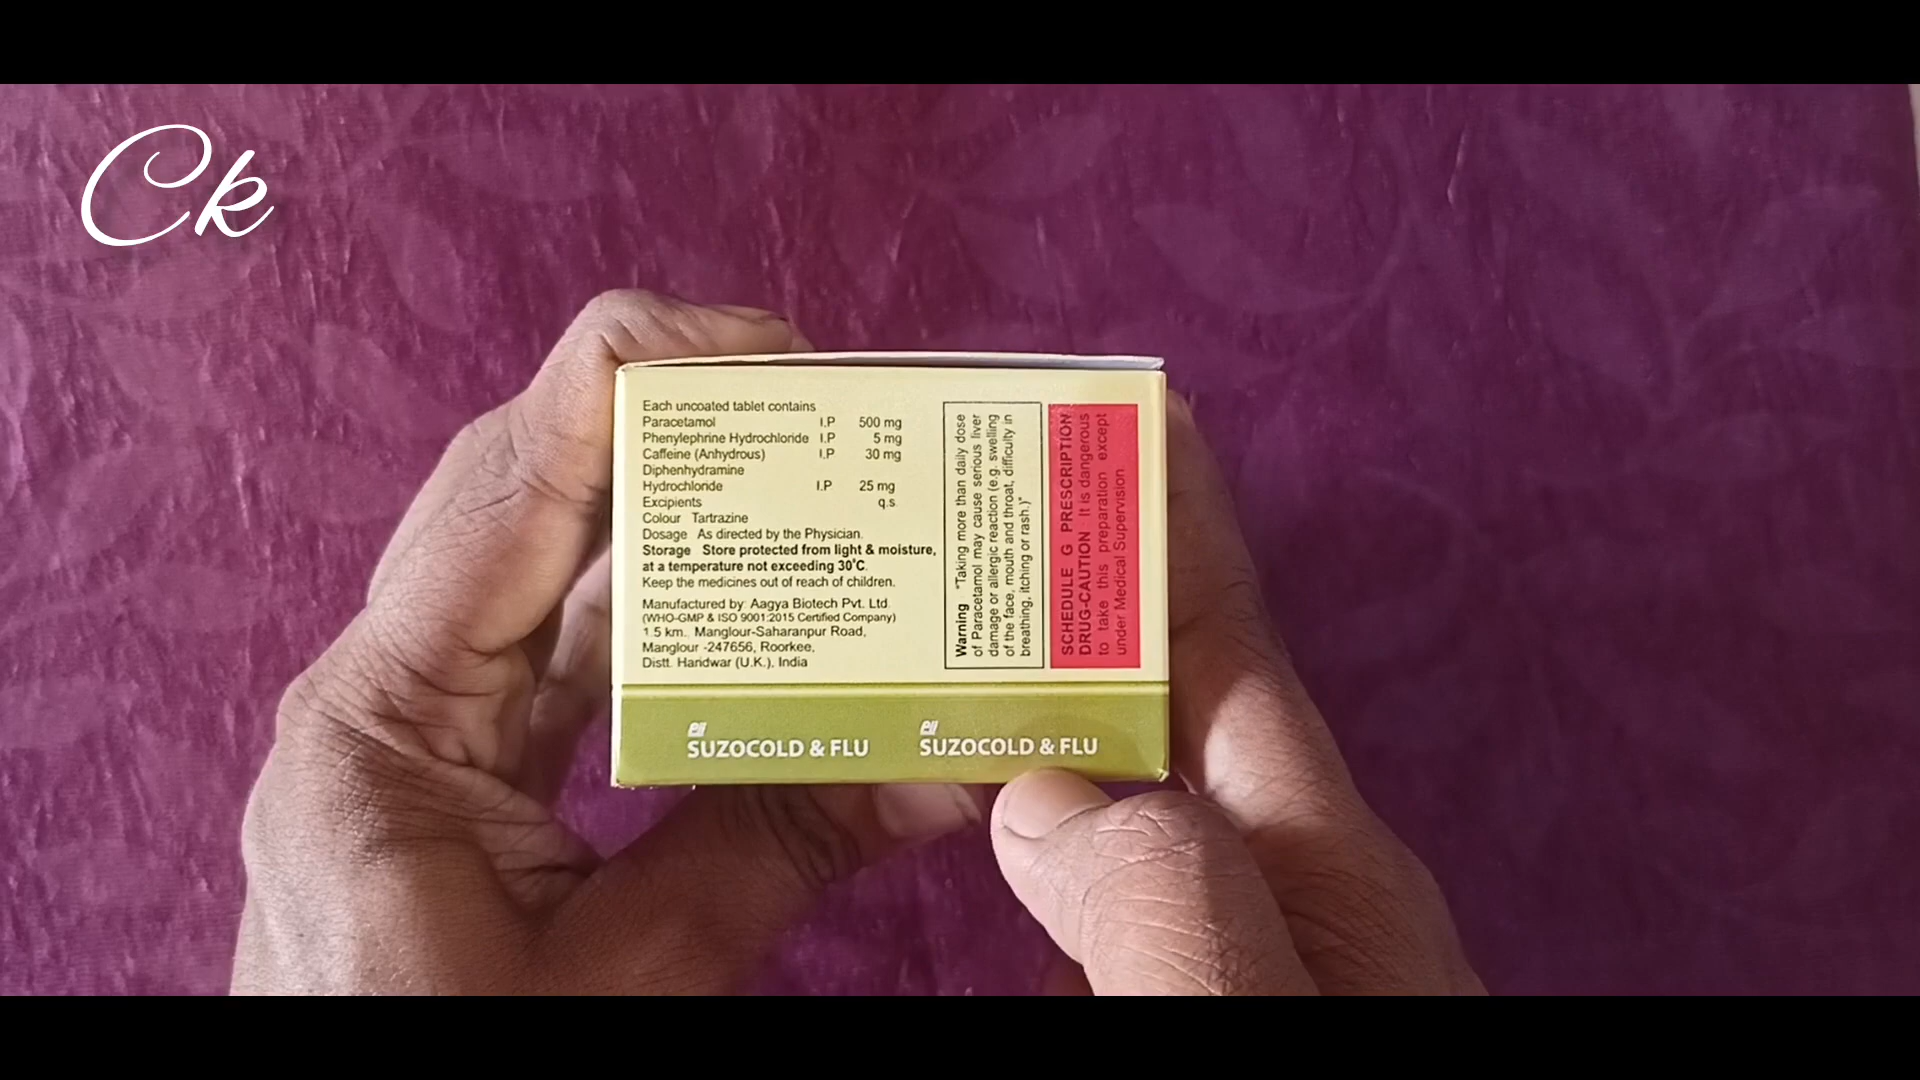 Ck
Each uncoated tablet contains
Paracetamol I.P 500 mg
Phenylephrine Hydrochloride I.P 5 mg
Caffeine (Anhydrous) I.P 30 mg
Diphenhydramine
Hydrochloride I.P 25 mg
Excipients q.s.
Colour Tartrazine
Dosage As directed by the Physician.
Storage Store protected from light & moisture,
at a temperature not exceeding 30°C.
Keep the medicines out of reach of children.
Manufactured by: Aagya Biotech Pvt. Ltd.
(WHO-GMP & ISO 9001:2015 Certified Company)
1.5 km., Manglour-Saharanpur Road,
Manglour -247656, Roorkee,
Distt. Haridwar (U.K.), India
Warning "Taking more than daily dose
of Paracetamol may cause serious liver
damage or allergic reaction (e.g. swelling
of the face, mouth and throat, difficulty in
breathing, itching or rash.)"
SCHEDULE G PRESCRIPTION
DRUG-CAUTION It is dangerous
to take this preparation except
under Medical Supervision
eli
SUZOCOLD & FLU
eli
SUZOCOLD & FLU